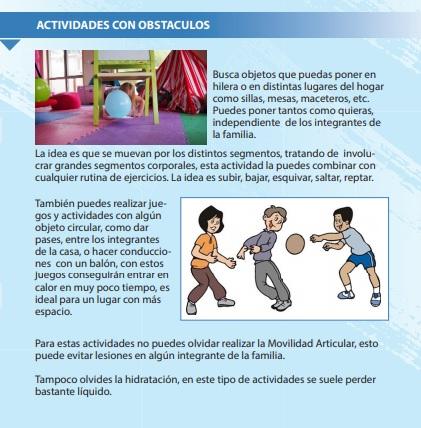 ACTIVIDADES CON OBSTACULOS
Busca objetos que puedas poner en
hilera o en distintas lugares del hogar
como sillas, mesas, maceteros, etc.
Puedes poner tantos como quieras,
independiente de los integrantes de
la familia.
La idea es que se muevan por los distintos segmentos, tratando de involu-
crar grandes segmentos corporales, esta actividad la puedes combinar con
cualquier rutina de ejercicios. La idea es subir, bajar, esquivar, saltar, reptar.
También puedes realizar jue-
gos y actividades con algún
objeto circular, como dar
pases, entre los integrantes
de la casa, o hacer conduccio-
nes con un balón, con estos
juegos conseguirán entrar en
calor en muy poco tiempo, es
ideal para un lugar con más
espacio.
Para estas actividades no puedes olvidar realizar la Movilidad Articular, esto
puede evitar lesiones en algún integrante de la familia.
Tampoco olvides la hidratación, en este tipo de actividades se suele perder
bastante líquido.